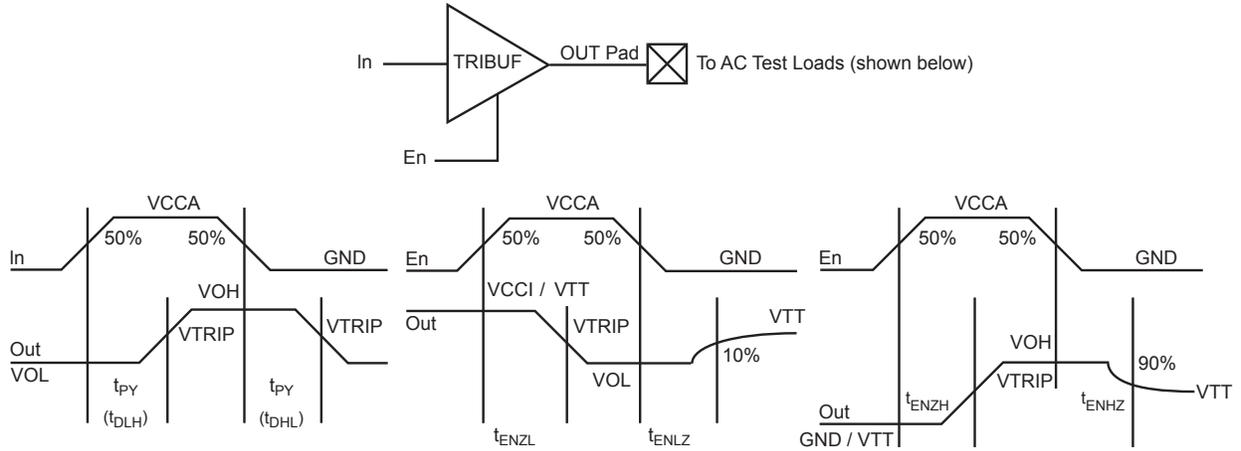 In
TRIBUF
OUT Pad
To AC Test Loads (shown below)
En
VCCA
50%
50%
In
GND
VOH
VTRIP
VTRIP
Out
VOL
tPY
(tDLH)
tPY
(tDHL)
VCCA
50%
50%
En
GND
VCCI / VTT
Out
VTRIP
VTT
10%
VOL
tENZL
tENLZ
VCCA
50%
50%
En
GND
VOH
90%
VTRIP
VTT
tENZH
tENHZ
Out
GND / VTT